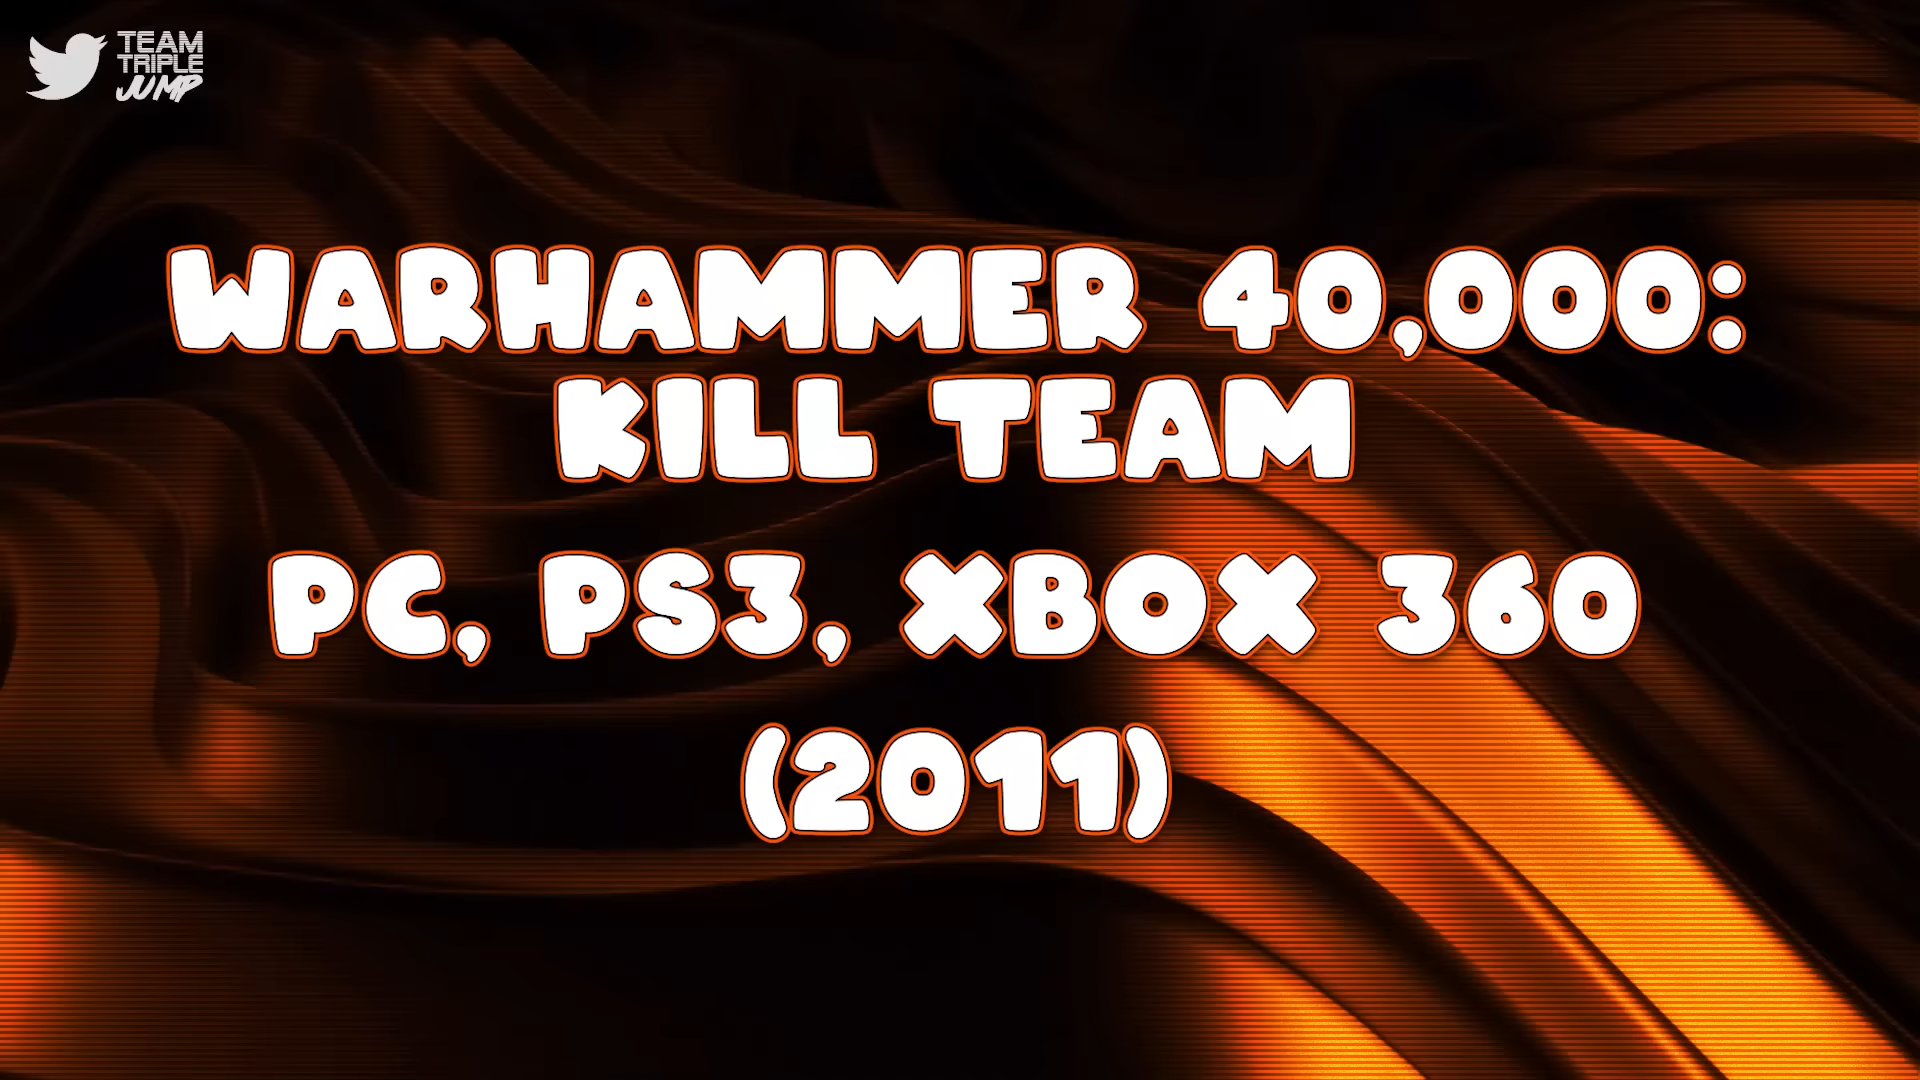 TEAM
TRIPLE
JUMP
WARHAMMER 40,000:
KILL TEAM
PC, PS3, XBOX 360
(2011)